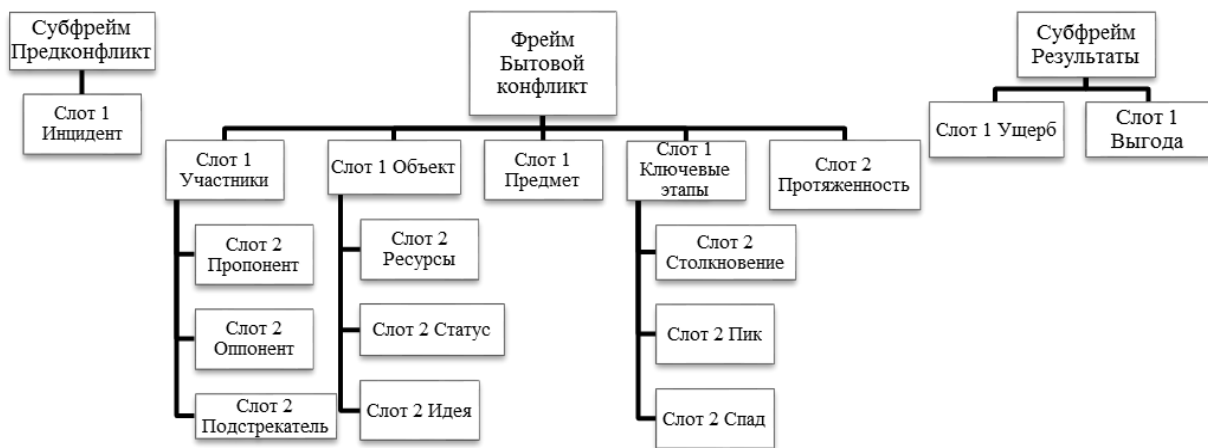 Субфрейм
Предконфликт
Слот 1
Инцидент
Фрейм
Бытовой
конфликт
Слот 1
Участники
Слот 2
Пропонент
Слот 2
Оппонент
Слот 2
Подстрекатель
Слот 1 Объект
Слот 2
Ресурсы
Слот 2 Статус
Слот 2 Идея
Слот 1
Предмет
Слот 1
Ключевые
этапы
Слот 2
Столкновение
Слот 2 Пик
Слот 2 Спад
Слот 2
Протяженность
Субфрейм
Результаты
Слот 1 Ущерб
Слот 1
Выгода